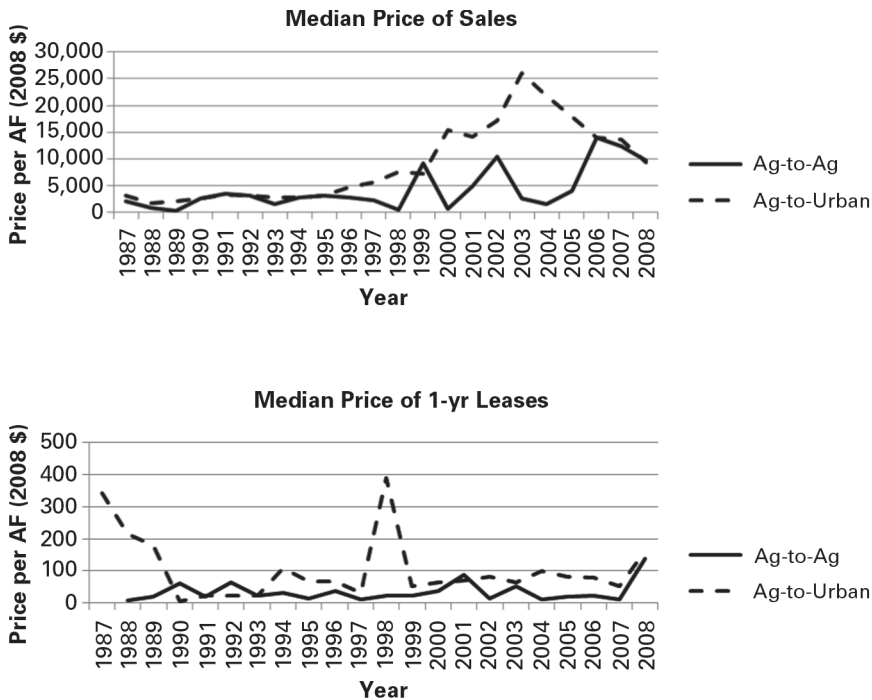 Median Price of Sales
Price per AF (2008 $)
30,000
25,000
20,000
15,000
10,000
5,000
0
1987 1988 1989 1990 1991 1992 1993 1994 1995 1996 1997 1998 1999 2000 2001 2002 2003 2004 2005 2006 2007 2008
Year
Ag-to-Ag
Ag-to-Urban
Median Price of 1-yr Leases
Price per AF (2008 $)
500
400
300
200
100
0
1987 1988 1989 1990 1991 1992 1993 1994 1995 1996 1997 1998 1999 2000 2001 2002 2003 2004 2005 2006 2007 2008
Year
Ag-to-Ag
Ag-to-Urban